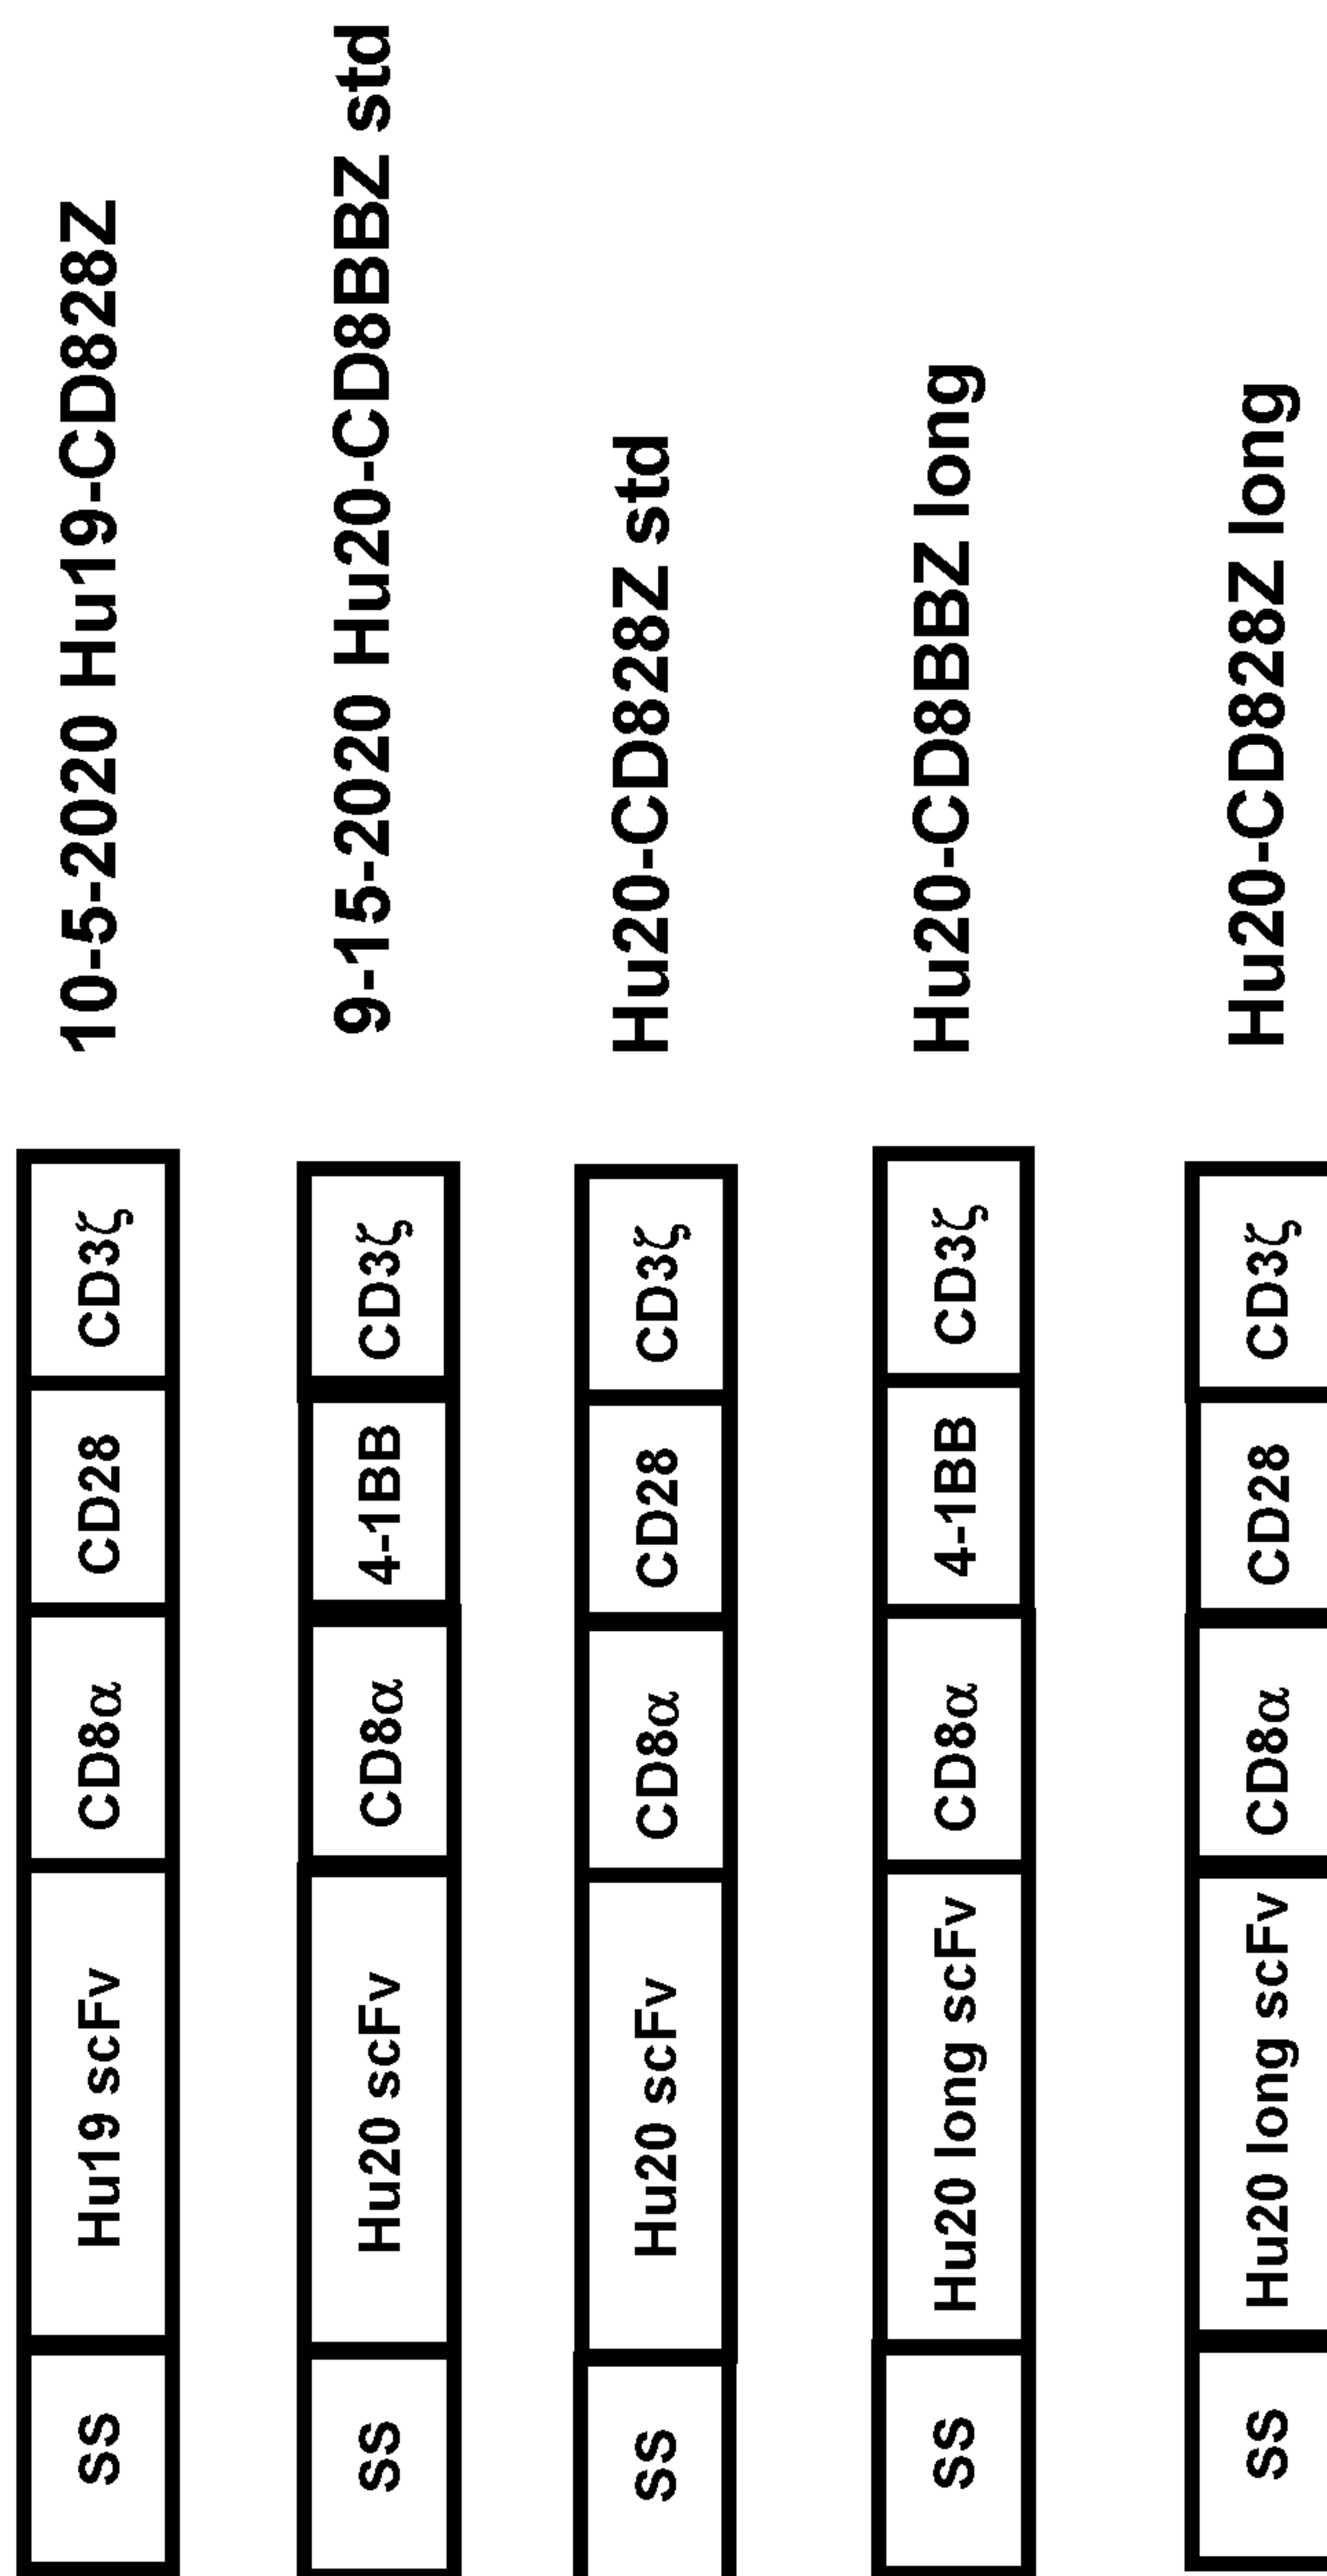 SS Hu19 scFv CD8α CD28 CD3ζ 10-5-2020 Hu19-CD828Z
SS Hu20 scFv CD8α 4-1BB CD3ζ 9-15-2020 Hu20-CD8BBZ std
SS Hu20 scFv CD8α CD28 CD3ζ Hu20-CD828Z std
SS Hu20 long scFv CD8α 4-1BB CD3ζ Hu20-CD8BBZ long
SS Hu20 long scFv CD8α CD28 CD3ζ Hu20-CD828Z long